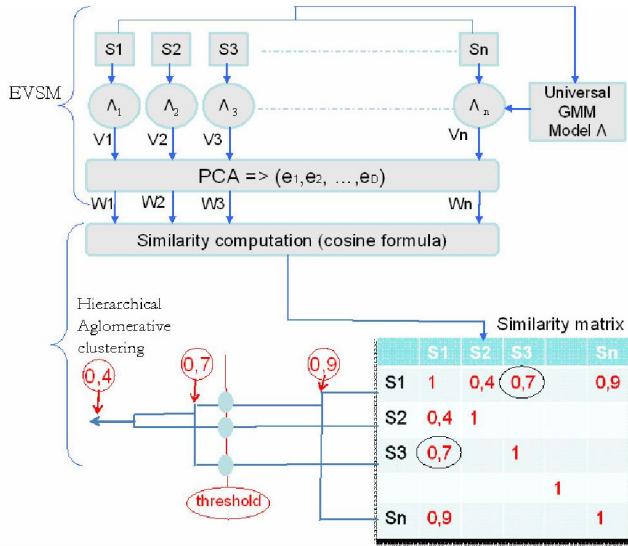 S1 S2 S3 Sn
EVSM
Λ1 Λ2 Λ3 Λn
Universal
GMM
Model Λ
V1 V2 V3 Vn
PCA => (e1,e2, ...,eD)
W1 W2 W3 Wn
Similarity computation (cosine formula)
Hierarchical
Aglomerative
clustering
Similarity matrix
0,4 0,7 0,9
S1 S2 S3 Sn
S1 1 0,4 0,7 0,9
S2 0,4 1
S3 0,7 1
1
Sn 0,9 1
threshold